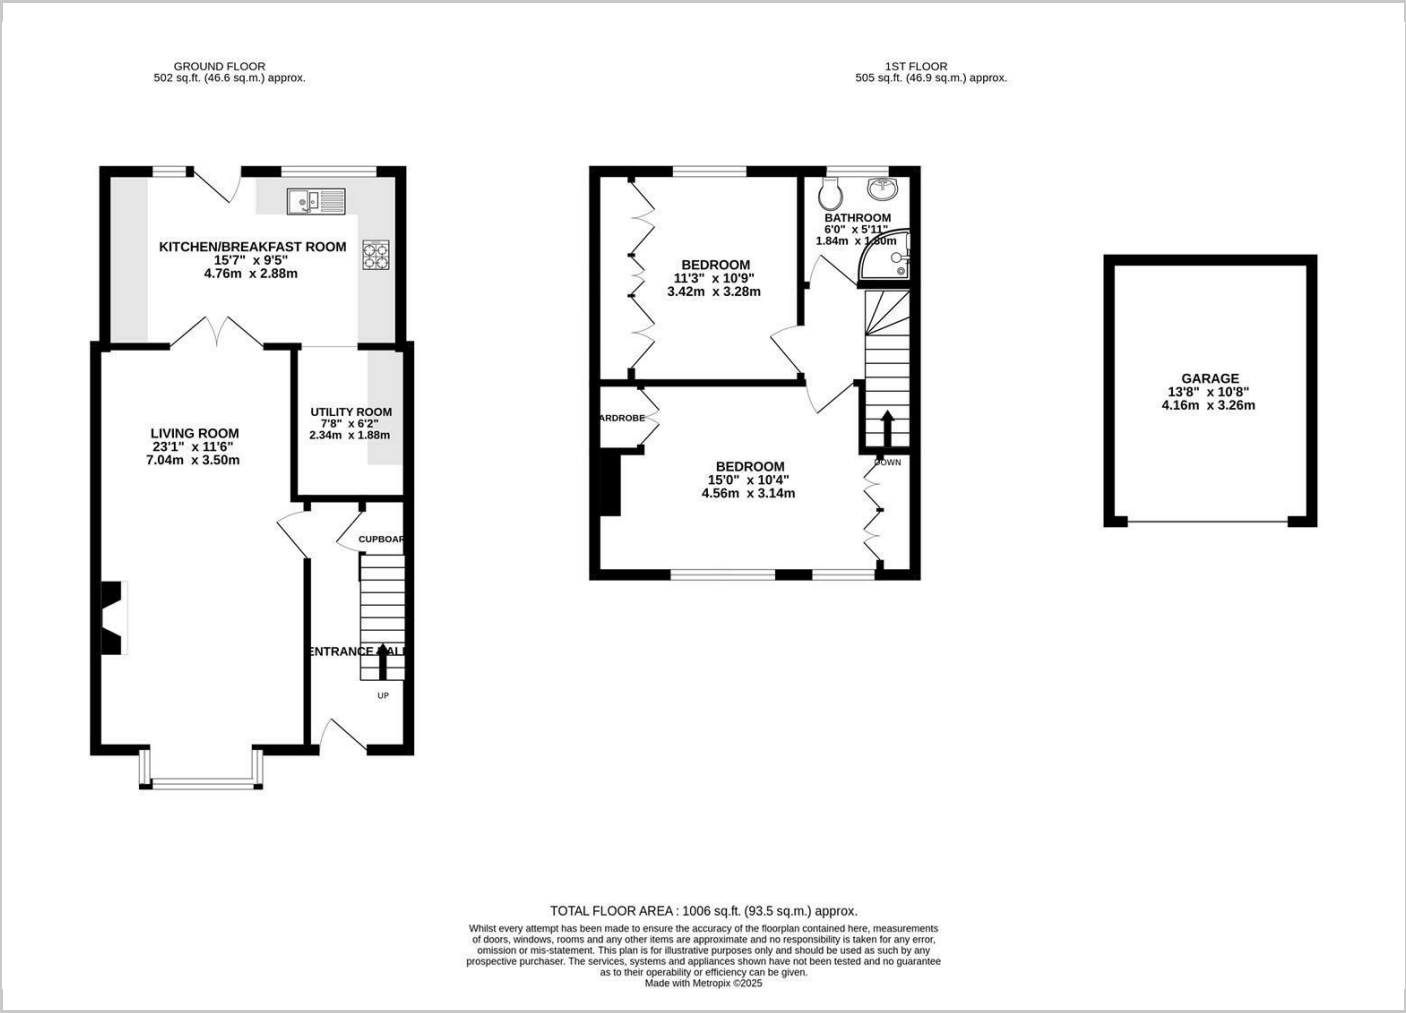 GROUND FLOOR
502 sq.ft. (46.6 sq.m.) approx.
1ST FLOOR
505 sq.ft. (46.9 sq.m.) approx.
KITCHEN/BREAKFAST ROOM
15'7" x 9'5"
4.76m x 2.88m
UTILITY ROOM
7'8" x 6'2"
2.34m x 1.88m
LIVING ROOM
23'1" x 11'6"
7.04m x 3.50m
CUPBOAR
ENTRANCE HALL
UP
BEDROOM
11'3" x 10'9"
3.42m x 3.28m
BATHROOM
6'0" x 5'11"
1.84m x 1.80m
ARDROBE
BEDROOM
15'0" x 10'4"
4.56m x 3.14m
DOWN
GARAGE
13'8" x 10'8"
4.16m x 3.26m
TOTAL FLOOR AREA : 1006 sq.ft. (93.5 sq.m.) approx.
Whilst every attempt has been made to ensure the accuracy of the floorplan contained here, measurements
of doors, windows, rooms and any other items are approximate and no responsibility is taken for any error,
omission or mis-statement. This plan is for illustrative purposes only and should be used as such by any
prospective purchaser. The services, systems and appliances shown have not been tested and no guarantee
as to their operability or efficiency can be given.
Made with Metropix ©2025